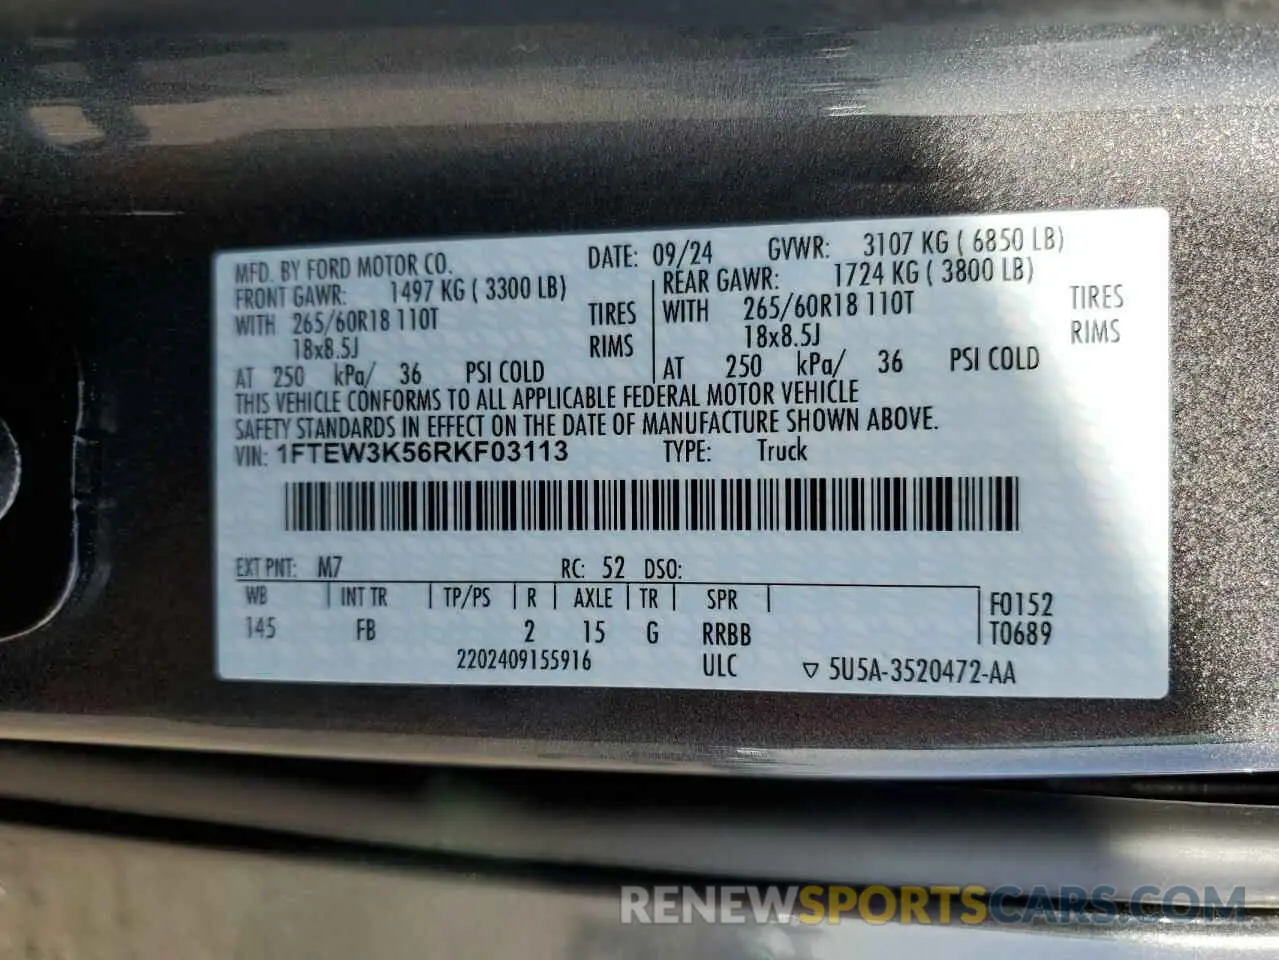 MFD. BY FORD MOTOR CO. DATE: 09/24 GVWR: 3107 KG ( 6850 LB)
FRONT GAWR: 1497 KG ( 3300 LB) REAR GAWR: 1724 KG ( 3800 LB)
WITH 265/60R18 110T TIRES WITH 265/60R18 110T TIRES
18x8.5J RIMS 18x8.5J RIMS
AT 250 kPa/ 36 PSI COLD AT 250 kPa/ 36 PSI COLD
THIS VEHICLE CONFORMS TO ALL APPLICABLE FEDERAL MOTOR VEHICLE
SAFETY STANDARDS IN EFFECT ON THE DATE OF MANUFACTURE SHOWN ABOVE.
VIN: 1FTEW3K56RKF03113 TYPE: Truck
EXT PNT: M7 RC: 52 DSO:
WB INT TR TP/PS R AXLE TR SPR F0152
145 FB 2 15 G RRBB T0689
2202409155916 ULC ▽ 5U5A-3520472-AA
RENEWSPORTSCARS.COM